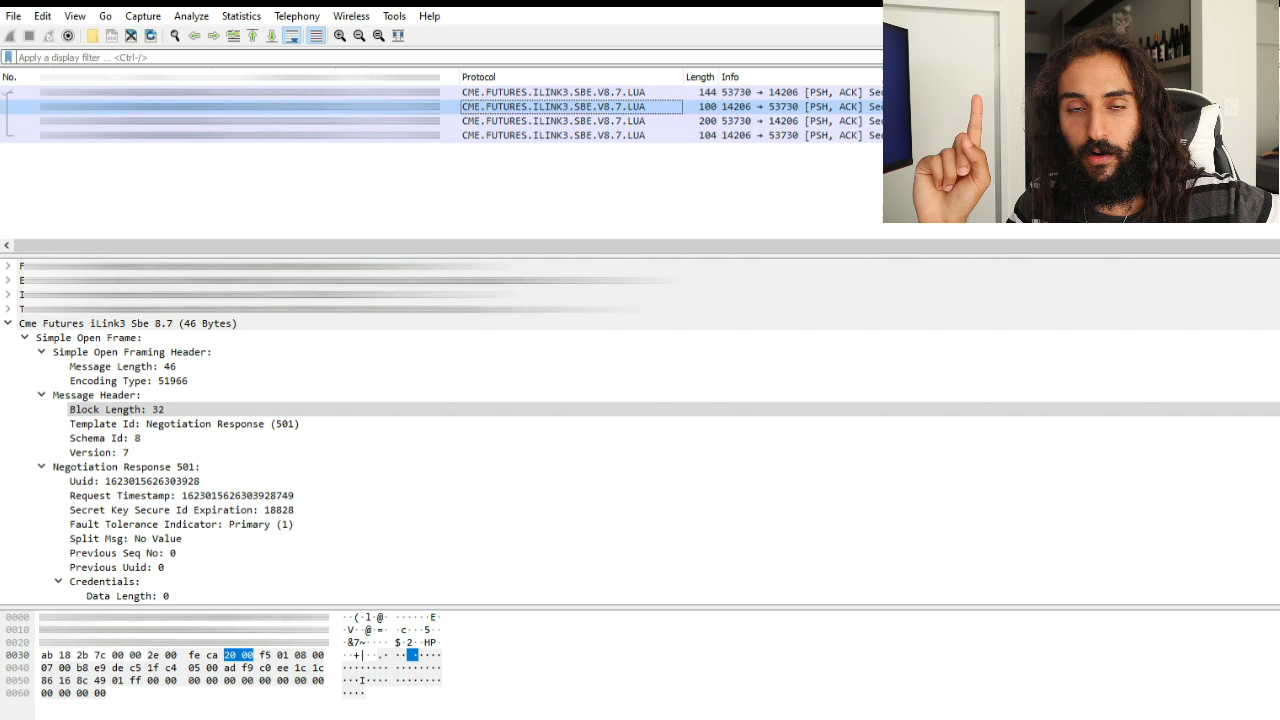 File Edit View Go Capture Analyze Statistics Telephony Wireless Tools Help
Apply a display filter ... <Ctrl-/>
No. Protocol Length Info
CME.FUTURES.ILINK3.SBE.V8.7.LUA 144 53730 → 14206 [PSH, ACK] Se
CME.FUTURES.ILINK3.SBE.V8.7.LUA 100 14206 → 53730 [PSH, ACK] Se
CME.FUTURES.ILINK3.SBE.V8.7.LUA 200 53730 → 14206 [PSH, ACK] Se
CME.FUTURES.ILINK3.SBE.V8.7.LUA 104 14206 → 53730 [PSH, ACK] Se
F
E
I
T
Cme Futures iLink3 Sbe 8.7 (46 Bytes)
Simple Open Frame:
Simple Open Framing Header:
Message Length: 46
Encoding Type: 51966
Message Header:
Block Length: 32
Template Id: Negotiation Response (501)
Schema Id: 8
Version: 7
Negotiation Response 501:
Uuid: 1623015626303928
Request Timestamp: 1623015626303928749
Secret Key Secure Id Expiration: 18828
Fault Tolerance Indicator: Primary (1)
Split Msg: No Value
Previous Seq No: 0
Previous Uuid: 0
Credentials:
Data Length: 0
0000 ··(·l·@· ······E·
0010 V··@·=· ··c···5··
0020 ·&7~···· $·2··HP·
0030 ab 18 2b 7c 00 00 2e 00 fe ca 20 00 f5 01 08 00 ··+|··.· ·· ·····
0040 07 00 b8 e9 de c5 1f c4 05 00 ad f9 c0 ee 1c 1c ········ ········
0050 86 16 8c 49 01 ff 00 00 00 00 00 00 00 00 00 00 ···I···· ········
0060 00 00 00 00 ····